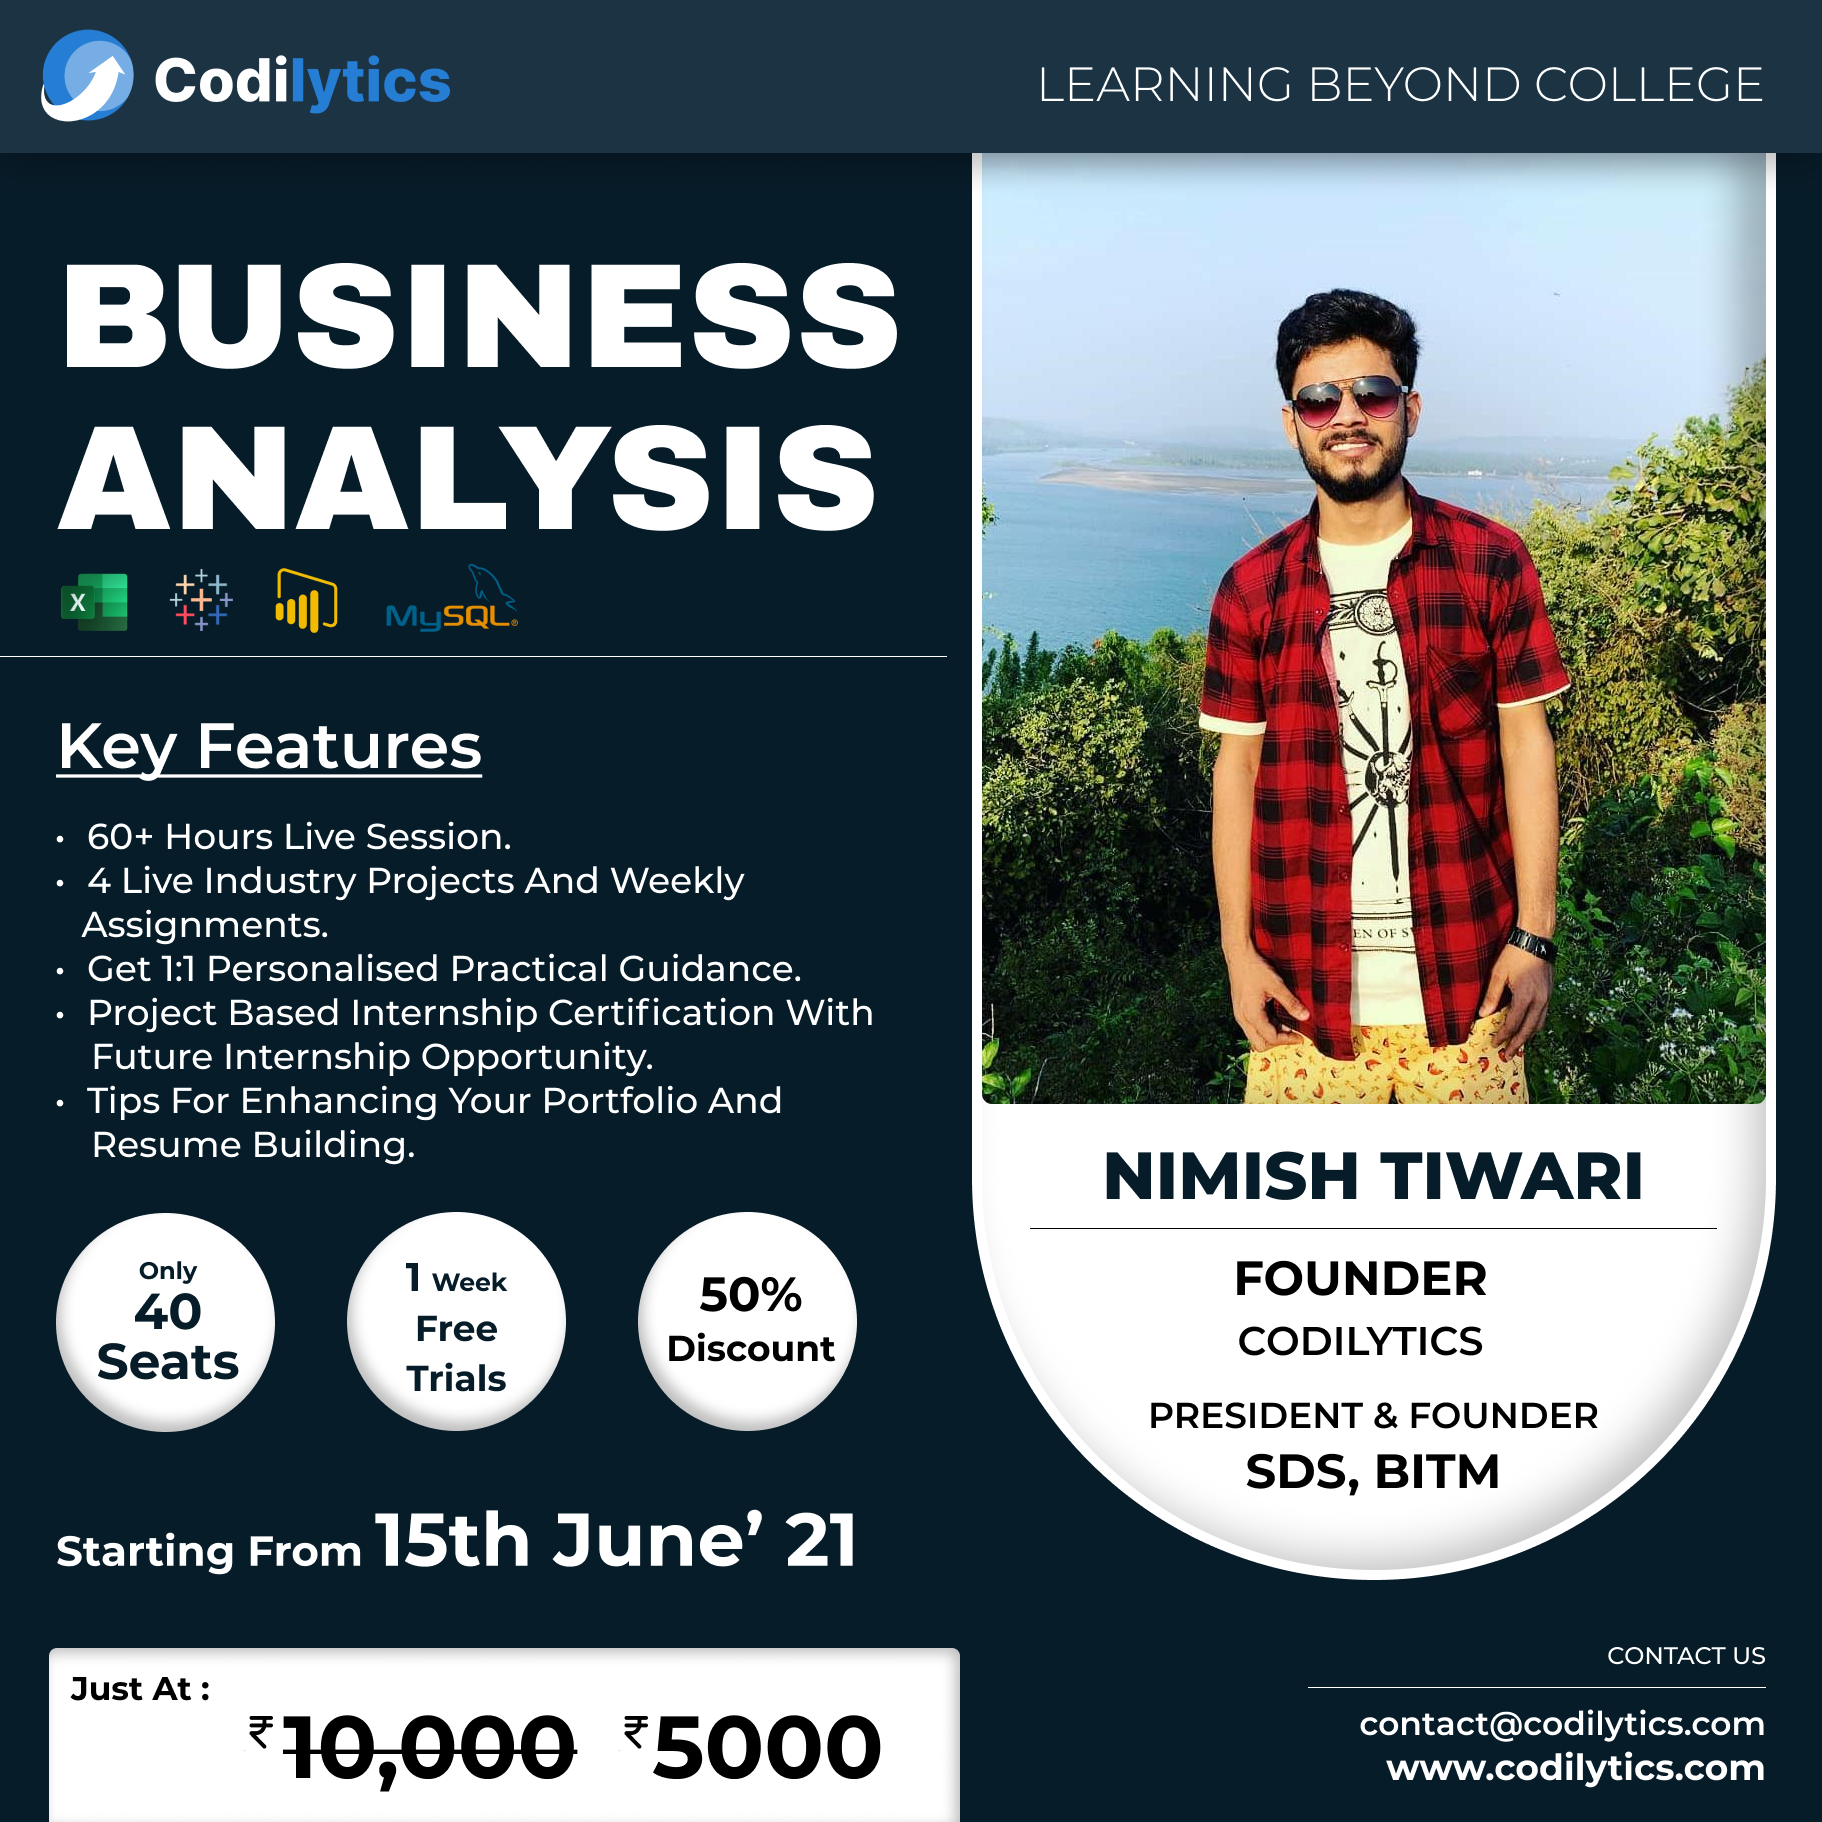 Codilytics
LEARNING BEYOND COLLEGE
BUSINESS
ANALYSIS
X
MySQL®
Key Features
• 60+ Hours Live Session.
• 4 Live Industry Projects And Weekly
Assignments.
• Get 1:1 Personalised Practical Guidance.
• Project Based Internship Certification With
Future Internship Opportunity.
• Tips For Enhancing Your Portfolio And
Resume Building.
Only
40
Seats
1 Week
Free
Trials
50%
Discount
Starting From 15th June’ 21
Just At :
₹10,000 ₹5000
EN OF
NIMISH TIWARI
FOUNDER
CODILYTICS
PRESIDENT & FOUNDER
SDS, BITM
CONTACT US
contact@codilytics.com
www.codilytics.com